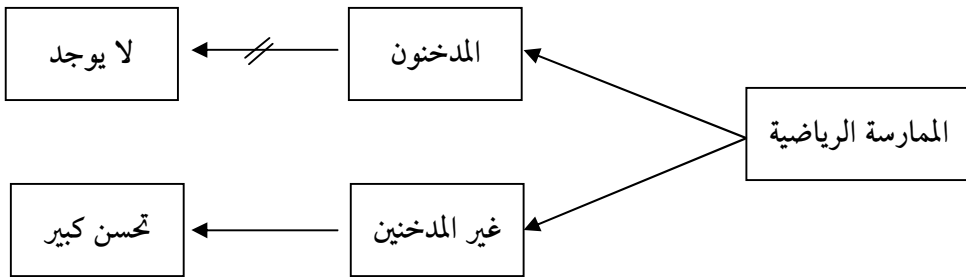 الممارسة الرياضية
المدخنون
لا يوجد
غير المدخنين
تحسن كبير